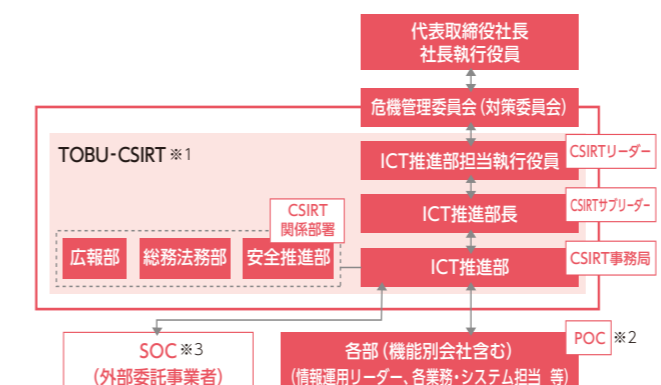 代表取締役社長
社長執行役員
危機管理委員会(対策委員会)
TOBU-CSIRT ※1
ICT推進部担当執行役員
CSIRTリーダー
ICT推進部長
CSIRTサブリーダー
CSIRT
関係部署
広報部
総務法務部
安全推進部
ICT推進部
CSIRT事務局
SOC ※3
(外部委託事業者)
各部(機能別会社含む)
(情報運用リーダー、各業務・システム担当 等)
POC ※2